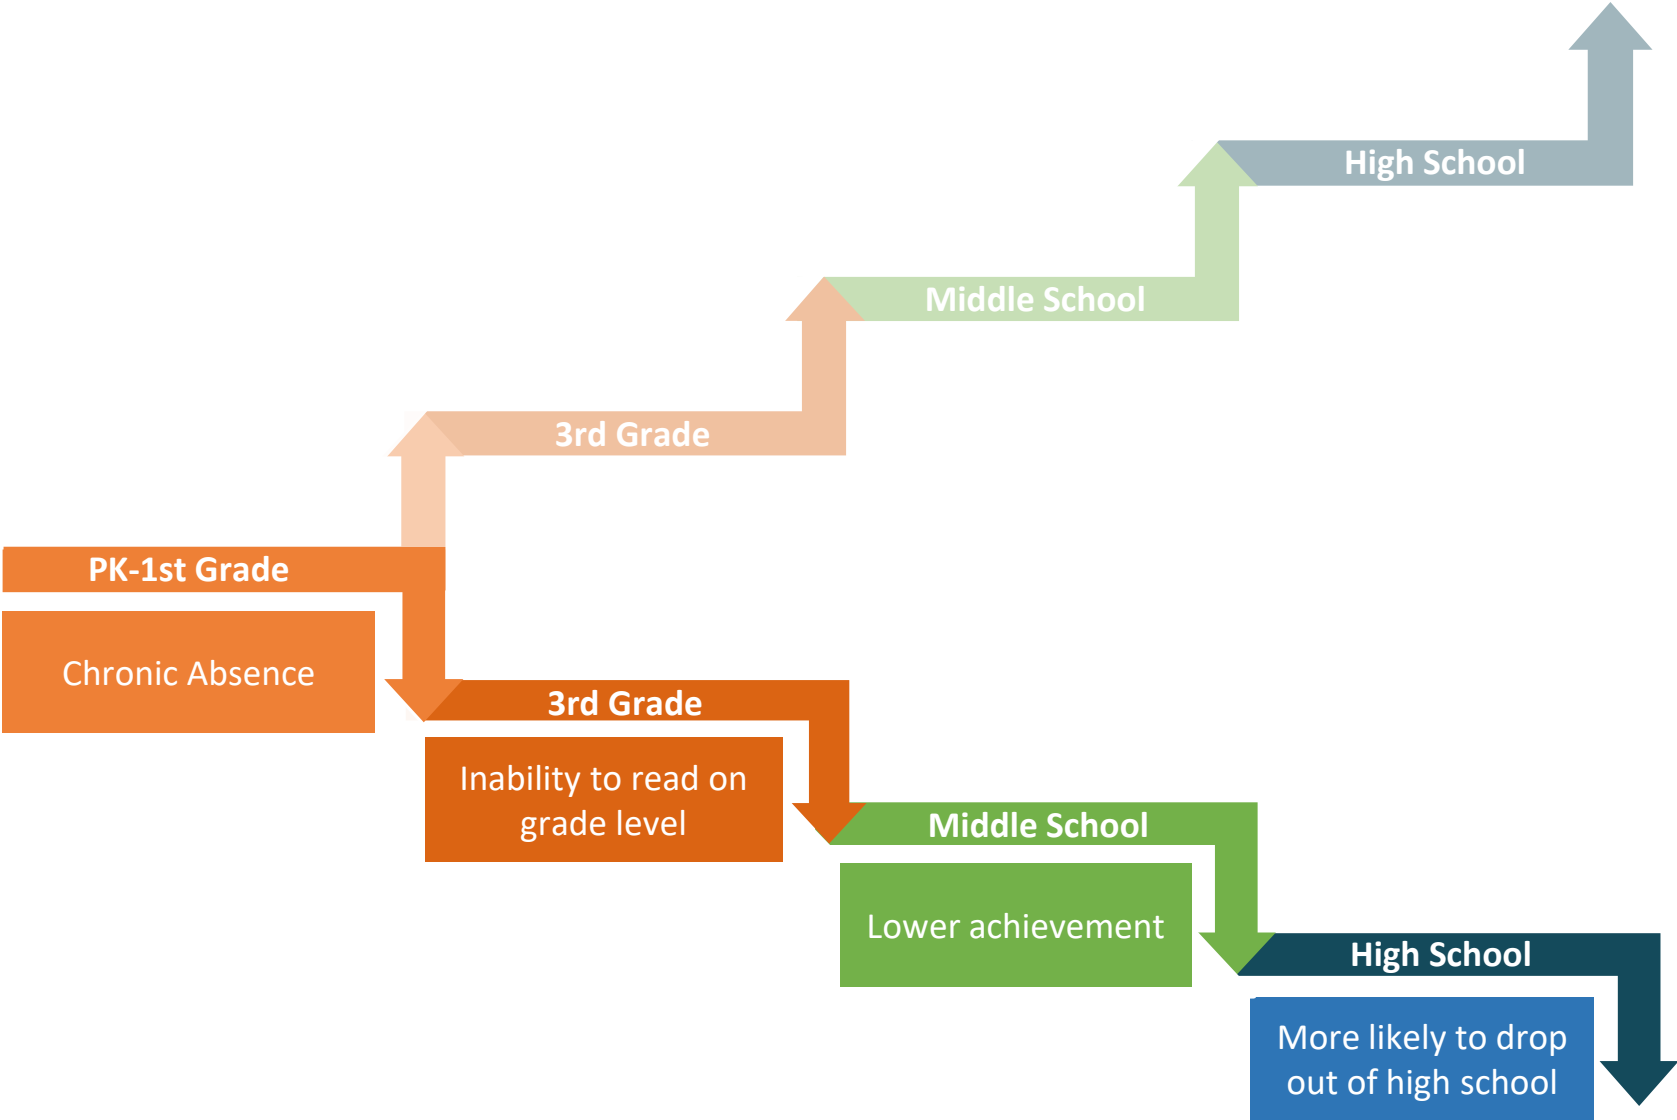 High School
Middle School
3rd Grade
PK-1st Grade
Chronic Absence
3rd Grade
Inability to read on
grade level
Middle School
Lower achievement
High School
More likely to drop
out of high school